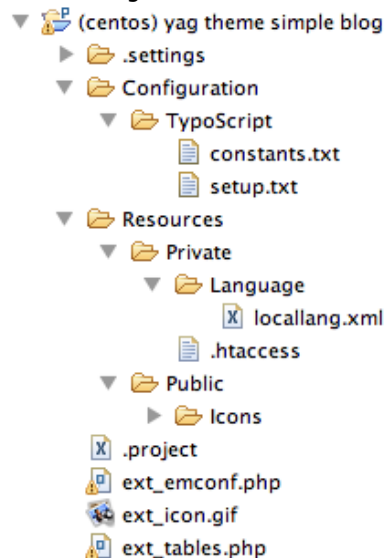 (centos) yag theme simple blog
.settings
Configuration
TypoScript
constants.txt
setup.txt
Resources
Private
Language
locallang.xml
.htaccess
Public
Icons
.project
ext_emconf.php
ext_icon.gif
ext_tables.php